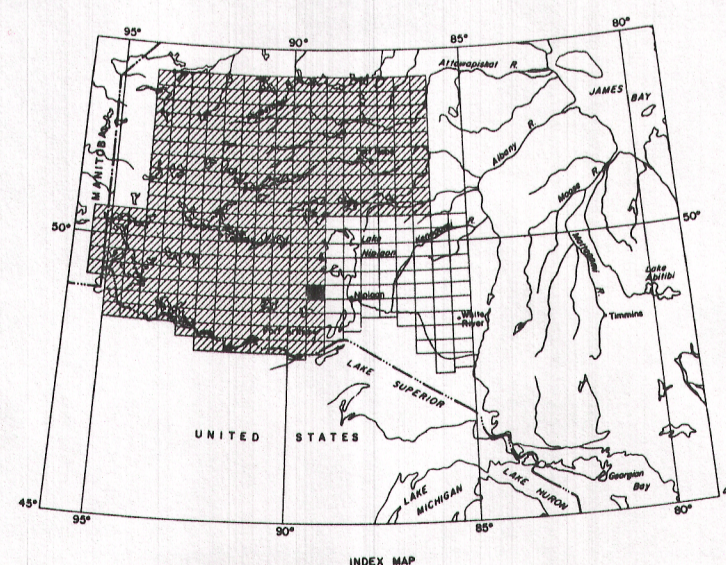 95°
90°
85°
80°
Attawapiskat R.
JAMES BAY
Albany R.
MANITOBA
Moose R.
50°
50°
Lake
Nipigon
Kenogami R.
Mattagami R.
Lake
Abitibi
Nipigon
White
River
Timmins
Port Arthur
LAKE SUPERIOR
UNITED STATES
Georgian
Bay
LAKE
MICHIGAN
LAKE HURON
45°
95°
90°
85°
80°
INDEX MAP